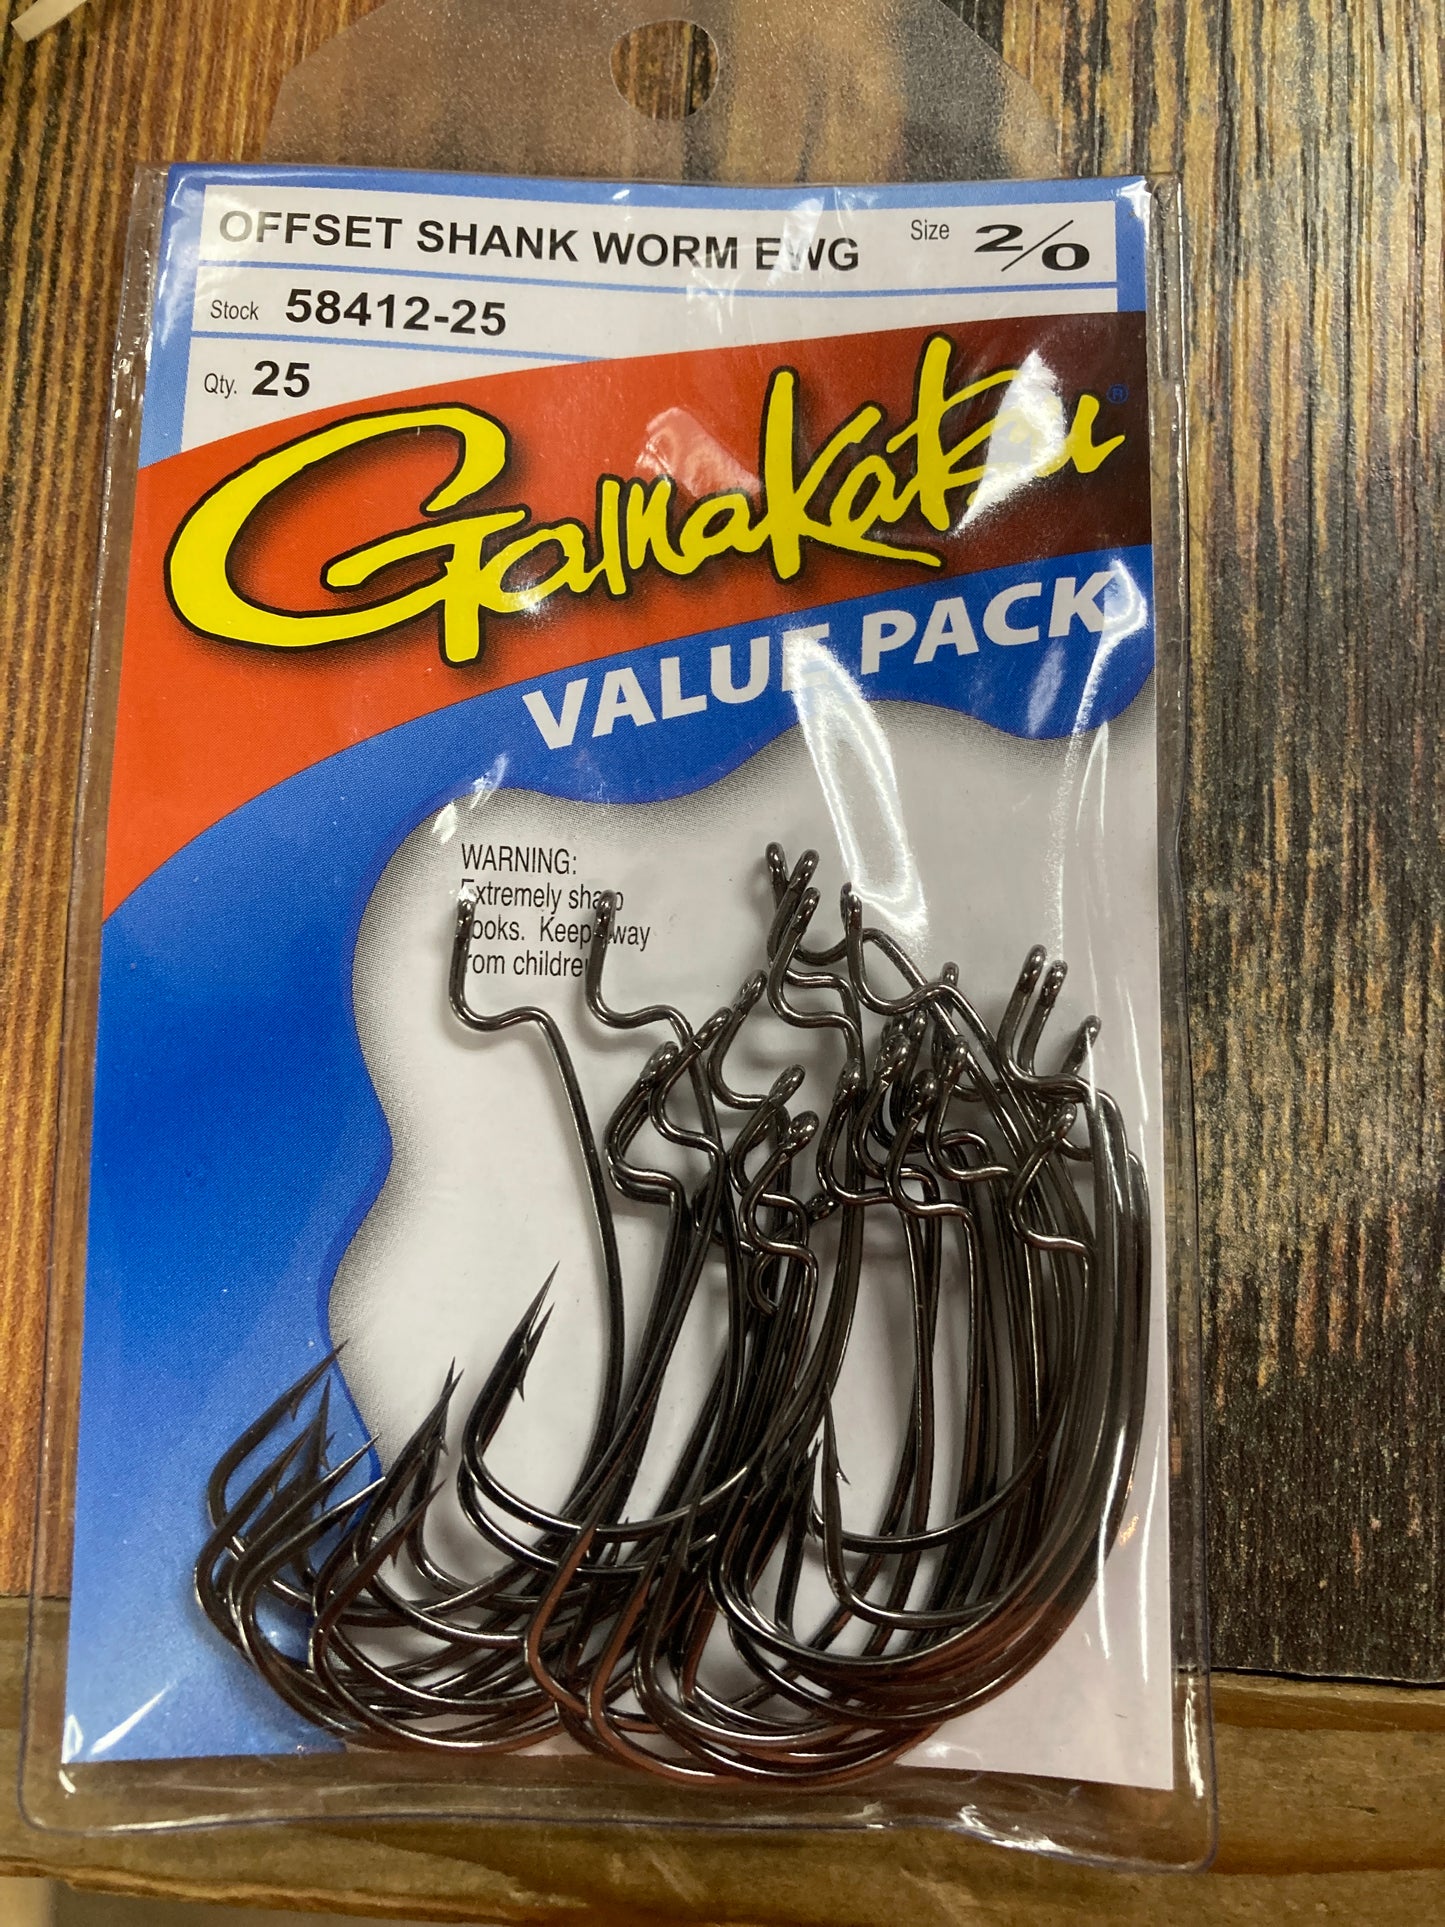 OFFSET SHANK WORM EWG Size 2/0
Stock 58412-25
Qty. 25
Gamakatsu ®
VALUE PACK
WARNING:
Extremely sharp
hooks. Keep away
from children